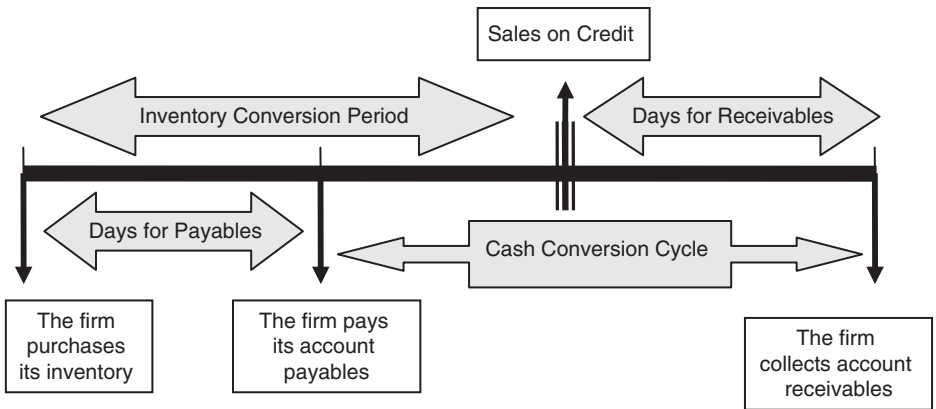 Sales on Credit
Inventory Conversion Period
Days for Receivables
Days for Payables
Cash Conversion Cycle
The firm
purchases
its inventory
The firm pays
its account
payables
The firm
collects account
receivables